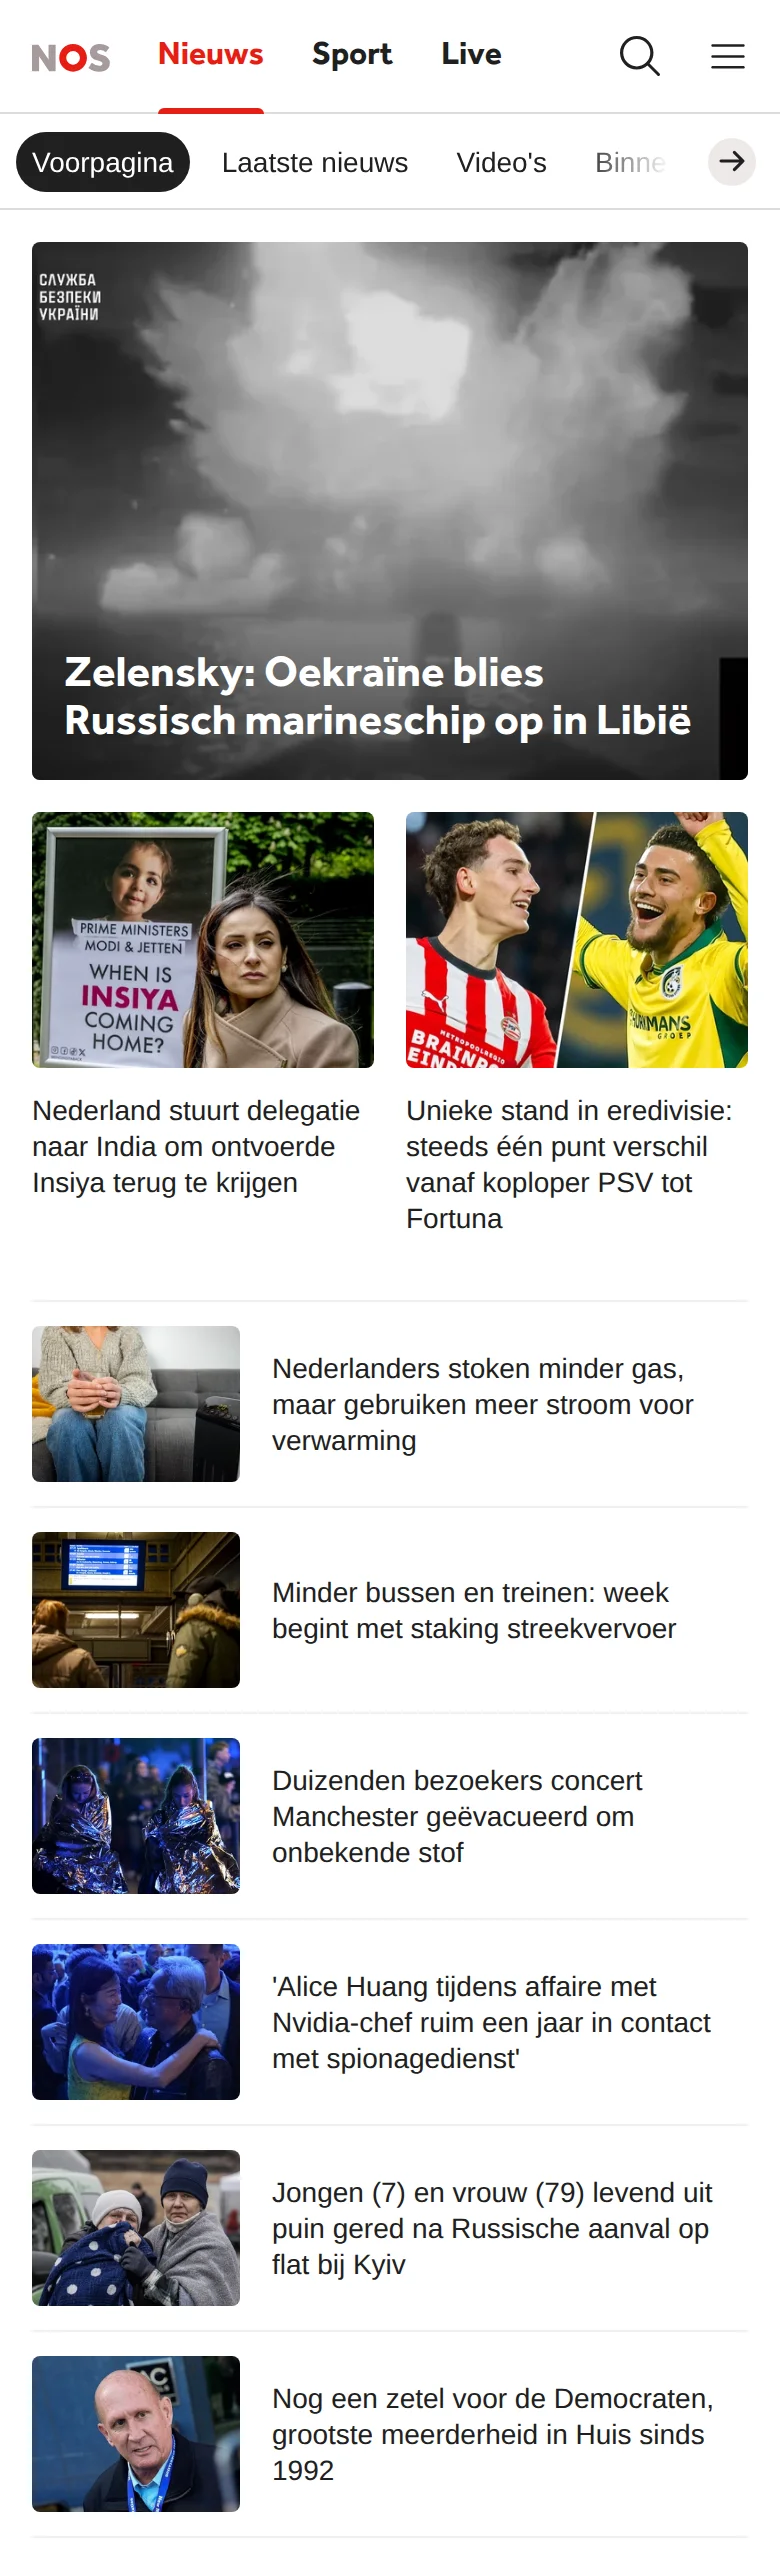 NOS Nieuws Sport Live
Voorpagina Laatste nieuws Video's Binne
СЛУЖБА
БЕЗПЕКИ
УКРАЇНИ
Zelensky: Oekraïne blies
Russisch marineschip op in Libië
PRIME MINISTERS
MODI & JETTEN
WHEN IS
INSIYA
COMING
HOME?
METROPOOLREGIO
BRAINPO
EIND
Nederland stuurt delegatie
naar India om ontvoerde
Insiya terug te krijgen
Unieke stand in eredivisie:
steeds één punt verschil
vanaf koploper PSV tot
Fortuna
Nederlanders stoken minder gas,
maar gebruiken meer stroom voor
verwarming
Minder bussen en treinen: week
begint met staking streekvervoer
Duizenden bezoekers concert
Manchester geëvacueerd om
onbekende stof
'Alice Huang tijdens affaire met
Nvidia-chef ruim een jaar in contact
met spionagedienst'
Jongen (7) en vrouw (79) levend uit
puin gered na Russische aanval op
flat bij Kyiv
Nog een zetel voor de Democraten,
grootste meerderheid in Huis sinds
1992